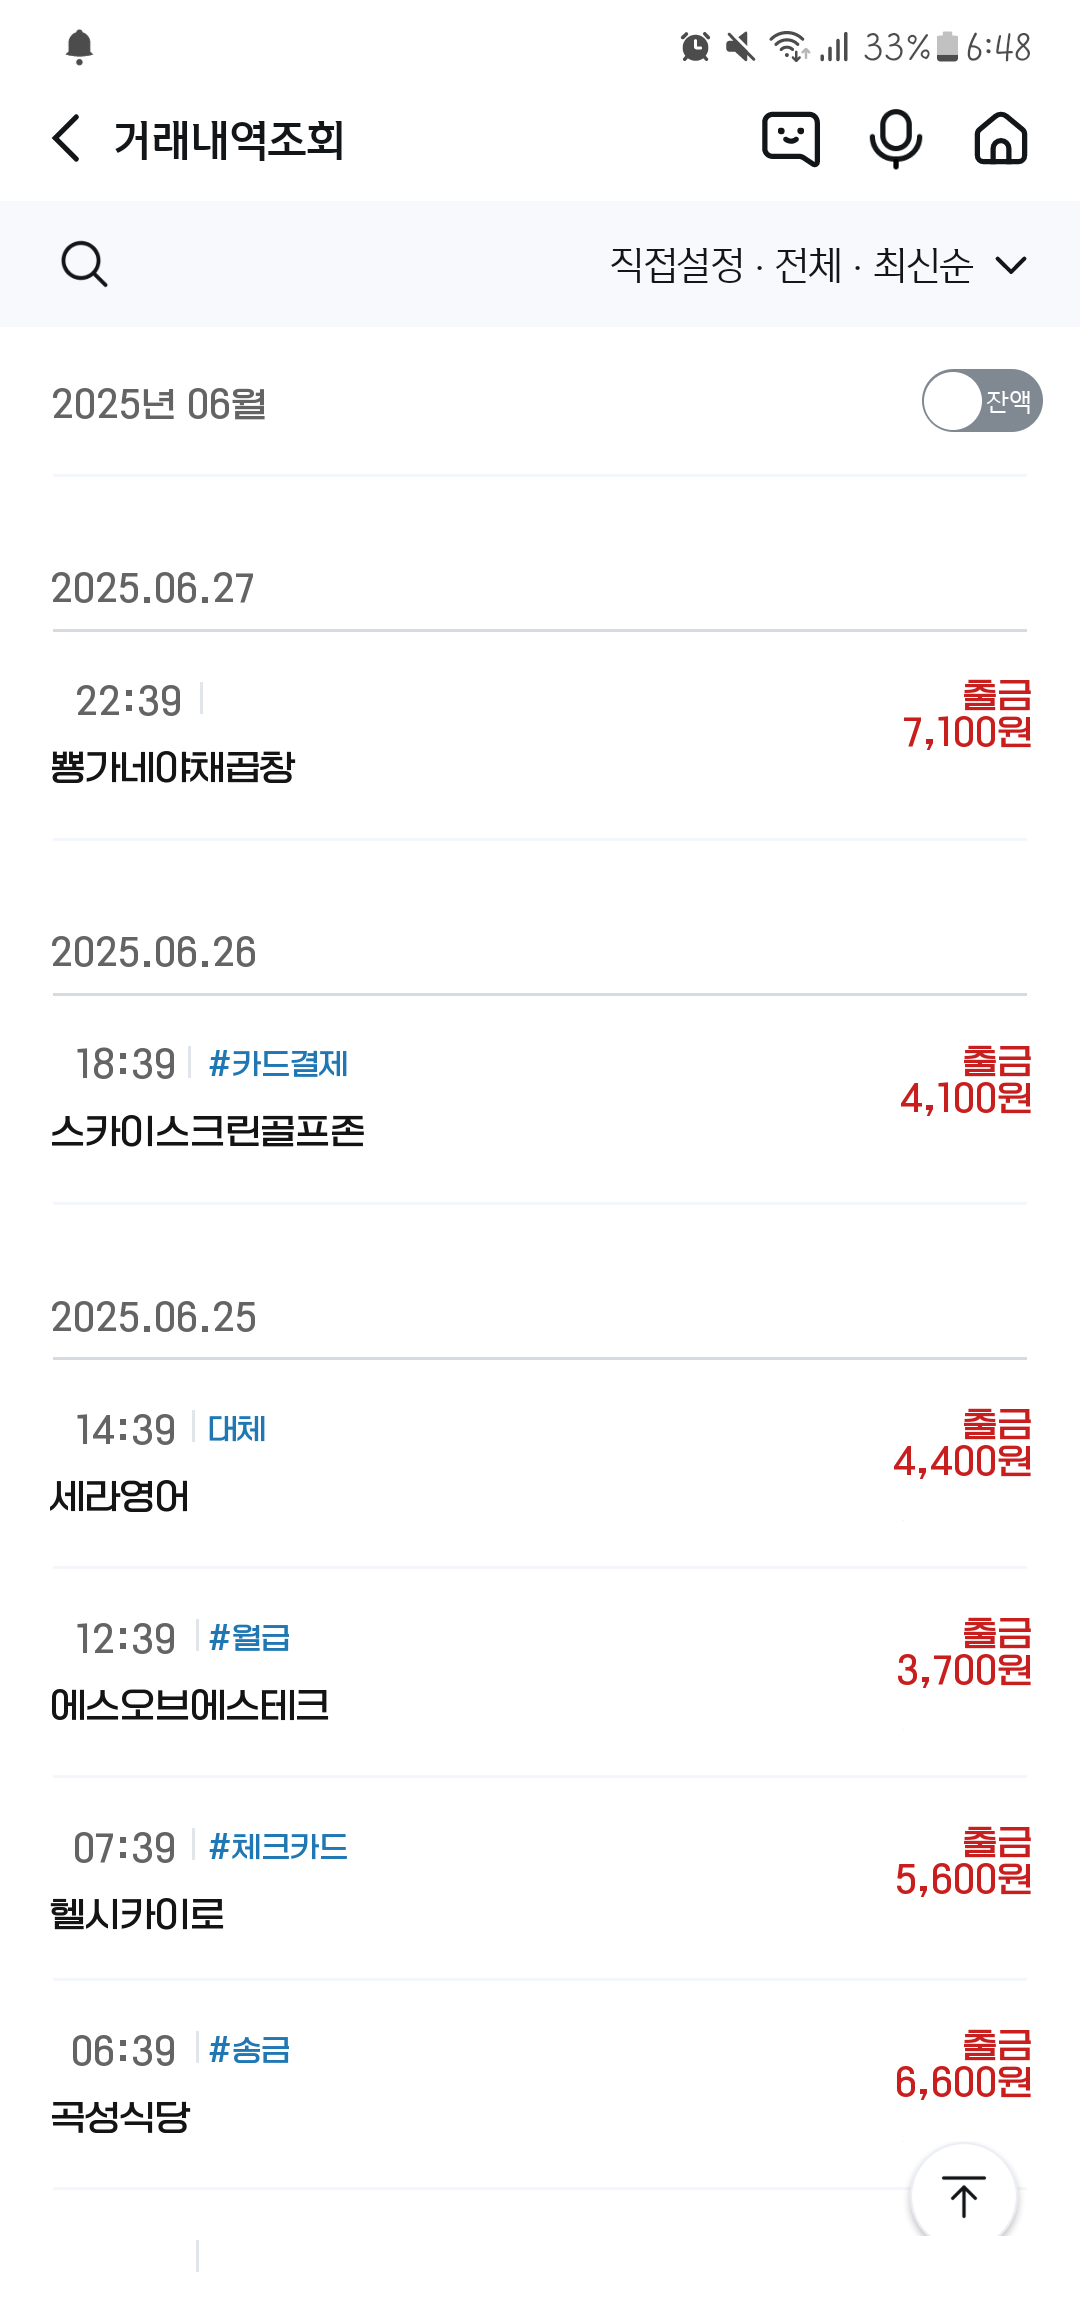 33% 6:48
거래내역조회
직접설정 · 전체 · 최신순
2025년 06월
잔액
2025.06.27
22:39
출금
7,100원
뿅가네야채곱창
2025.06.26
18:39 #카드결제
출금
4,100원
스카이스크린골프존
2025.06.25
14:39 대체
출금
4,400원
세라영어
12:39 #월급
출금
3,700원
에스오브에스테크
07:39 #체크카드
출금
5,600원
헬시카이로
06:39 #송금
출금
6,600원
곡성식당